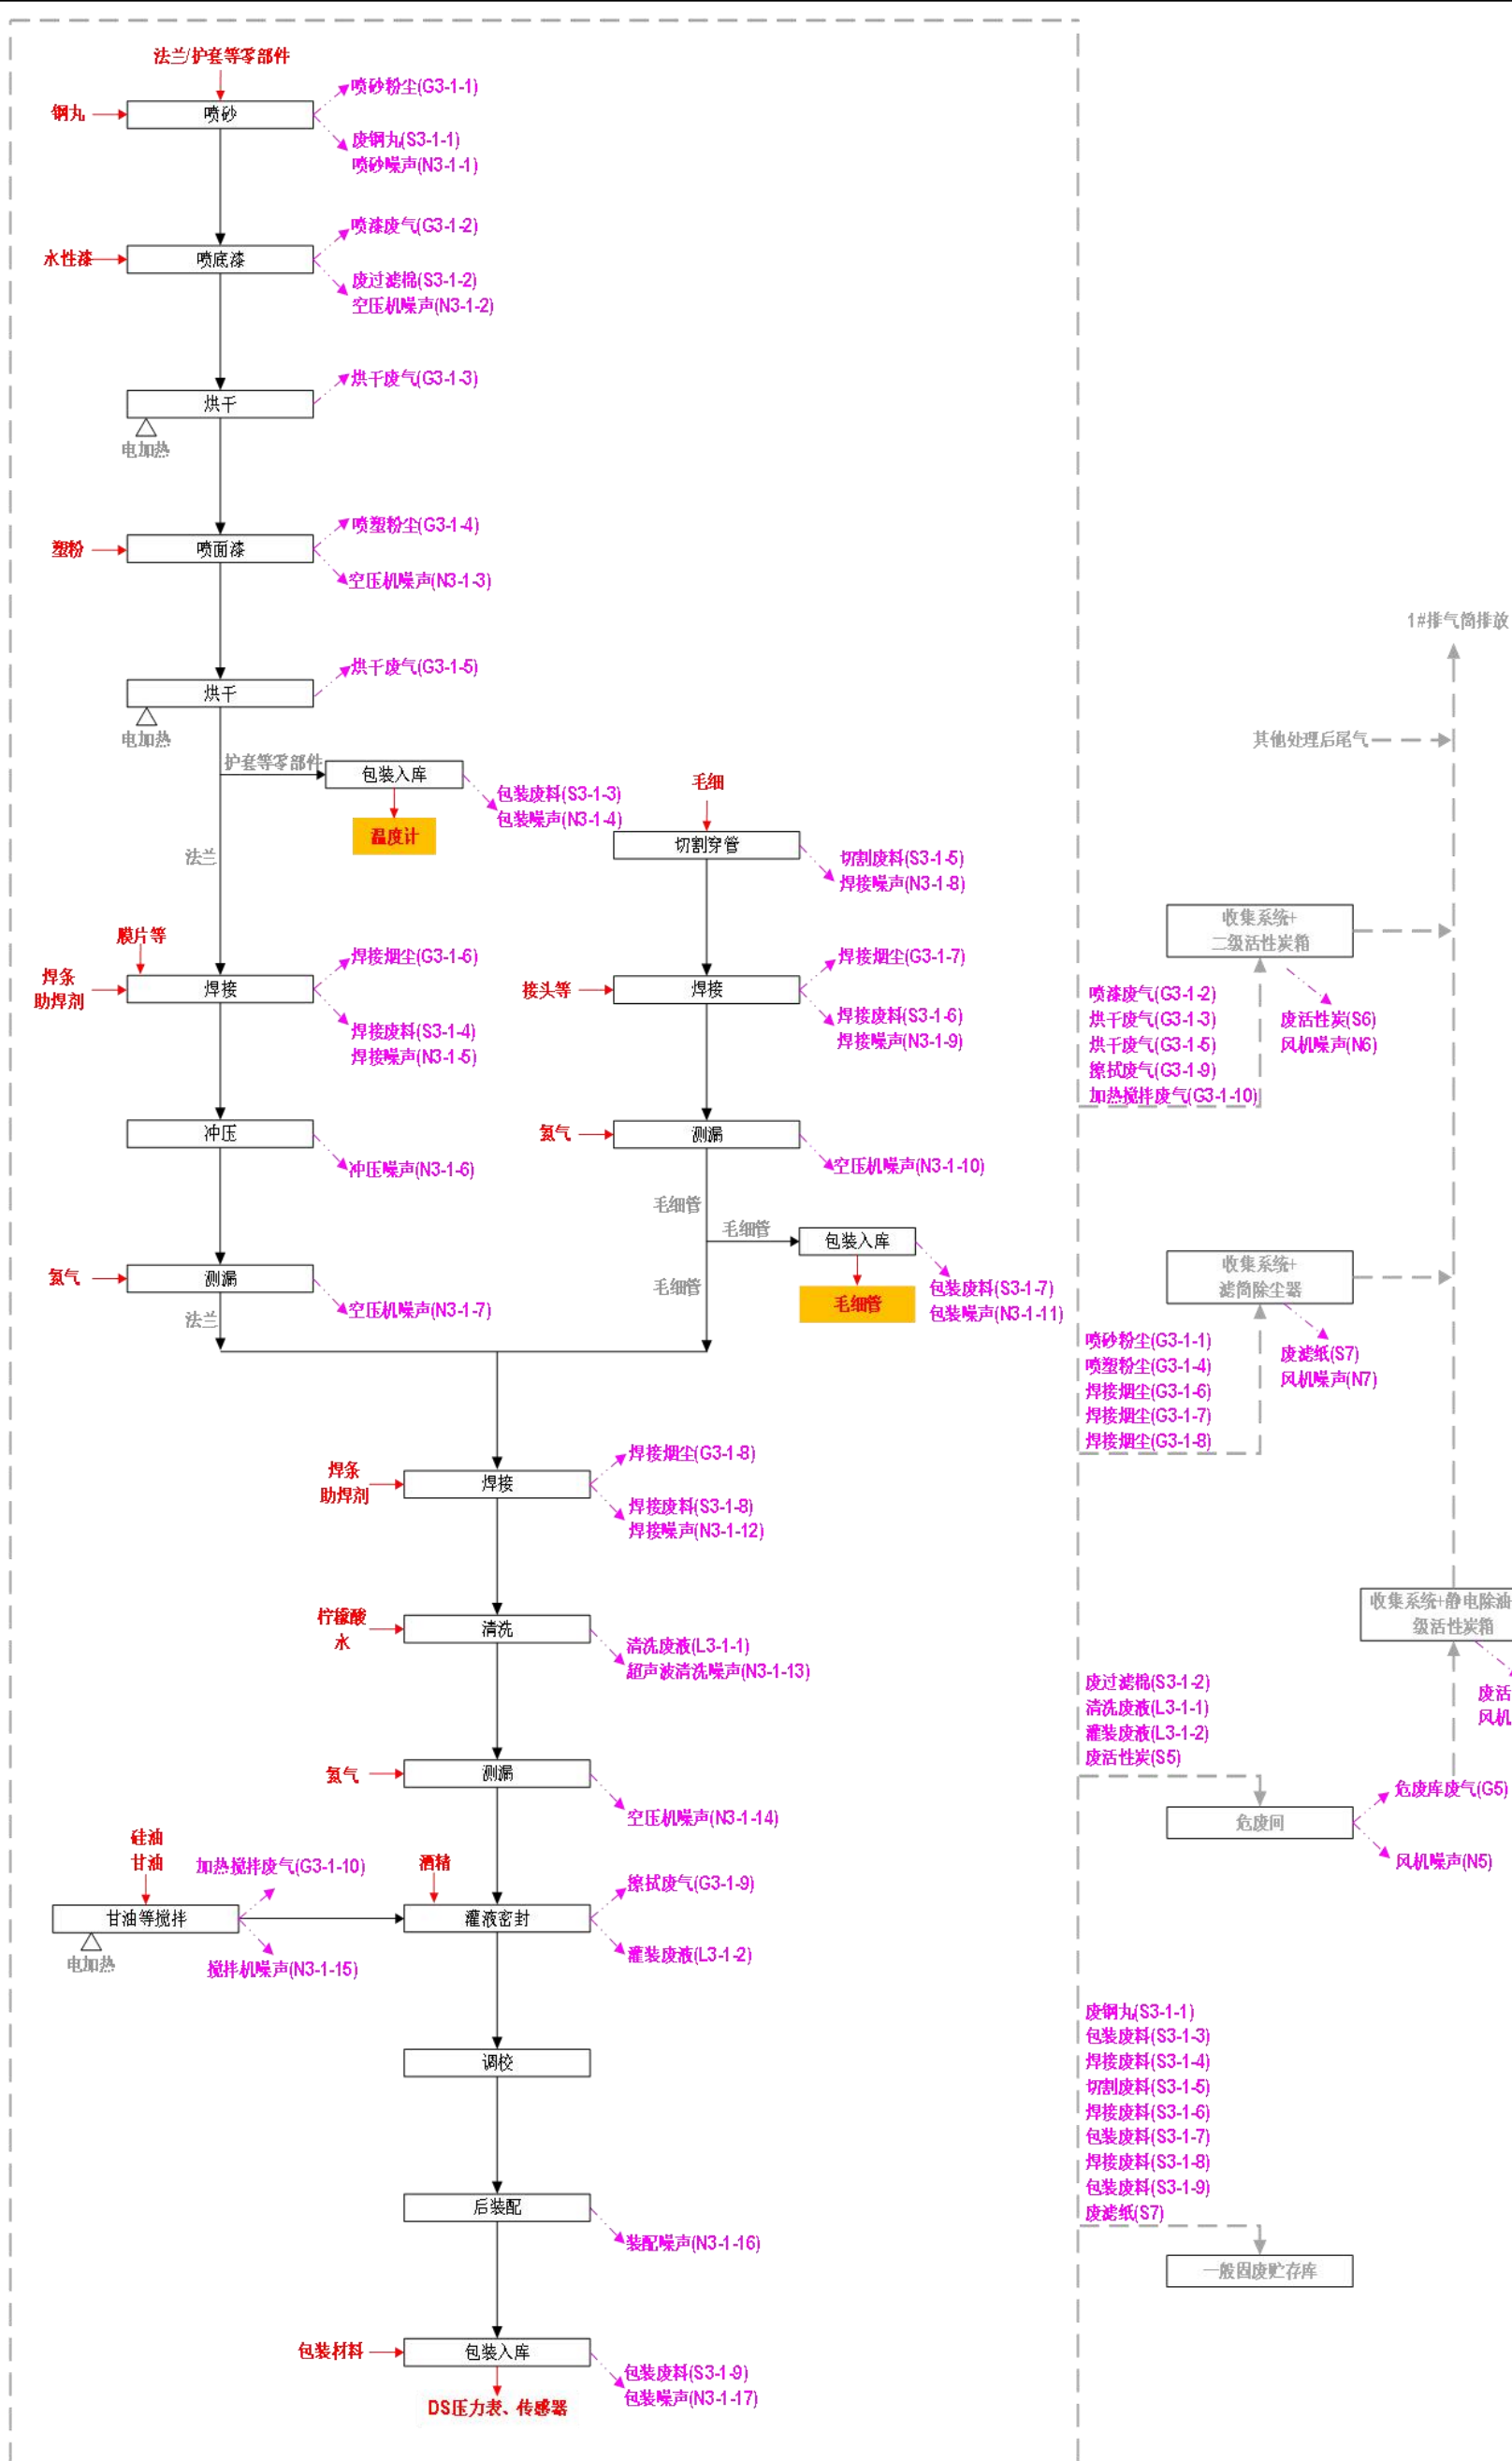 法兰/护套等零部件
钢丸
喷砂
喷砂粉尘(G3-1-1)
废钢丸(S3-1-1)
喷砂噪声(N3-1-1)
水性漆
喷底漆
喷漆废气(G3-1-2)
废过滤棉(S3-1-2)
空压机噪声(N3-1-2)
烘干
烘干废气(G3-1-3)
电加热
塑粉
喷面漆
喷塑粉尘(G3-1-4)
空压机噪声(N3-1-3)
烘干
烘干废气(G3-1-5)
电加热
护套等零部件
包装入库
包装废料(S3-1-3)
包装噪声(N3-1-4)
温度计
法兰
毛细
切割穿管
切割废料(S3-1-5)
焊接噪声(N3-1-8)
膜片等
焊条
助焊剂
焊接
焊接烟尘(G3-1-6)
焊接废料(S3-1-4)
焊接噪声(N3-1-5)
接头等
焊接
焊接烟尘(G3-1-7)
焊接废料(S3-1-6)
焊接噪声(N3-1-9)
冲压
冲压噪声(N3-1-6)
氦气
测漏
空压机噪声(N3-1-10)
毛细管
毛细管
包装入库
毛细管
毛细管
包装废料(S3-1-7)
包装噪声(N3-1-11)
氦气
测漏
空压机噪声(N3-1-7)
法兰
焊条
助焊剂
焊接
焊接烟尘(G3-1-8)
焊接废料(S3-1-8)
焊接噪声(N3-1-12)
柠檬酸
水
清洗
清洗废液(L3-1-1)
超声波清洗噪声(N3-1-13)
氦气
测漏
空压机噪声(N3-1-14)
硅油
甘油
加热搅拌废气(G3-1-10)
甘油等搅拌
电加热
搅拌机噪声(N3-1-15)
酒精
灌液密封
擦拭废气(G3-1-9)
灌装废液(L3-1-2)
调校
后装配
装配噪声(N3-1-16)
包装材料
包装入库
包装废料(S3-1-9)
包装噪声(N3-1-17)
DS压力表、传感器
1#排气筒排放
其他处理后尾气
收集系统+
二级活性炭箱
喷漆废气(G3-1-2)
烘干废气(G3-1-3)
烘干废气(G3-1-5)
擦拭废气(G3-1-9)
加热搅拌废气(G3-1-10)
废活性炭(S6)
风机噪声(N6)
收集系统+
滤筒除尘器
喷砂粉尘(G3-1-1)
喷塑粉尘(G3-1-4)
焊接烟尘(G3-1-6)
焊接烟尘(G3-1-7)
焊接烟尘(G3-1-8)
废滤纸(S7)
风机噪声(N7)
收集系统+静电除油
级活性炭箱
废活
风机
废过滤棉(S3-1-2)
清洗废液(L3-1-1)
灌装废液(L3-1-2)
废活性炭(S5)
危废间
危废库废气(G5)
风机噪声(N5)
废钢丸(S3-1-1)
包装废料(S3-1-3)
焊接废料(S3-1-4)
切割废料(S3-1-5)
焊接废料(S3-1-6)
包装废料(S3-1-7)
焊接废料(S3-1-8)
包装废料(S3-1-9)
废滤纸(S7)
一般固废贮存库